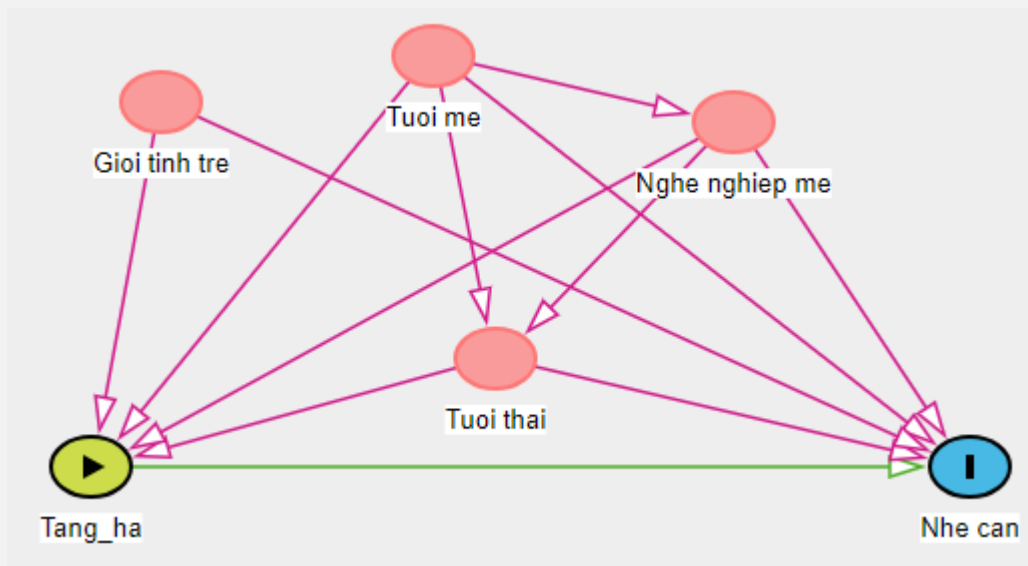 Tuoi me
Gioi tinh tre
Nghe nghiep me
Tuoi thai
Tang_ha
Nhe can